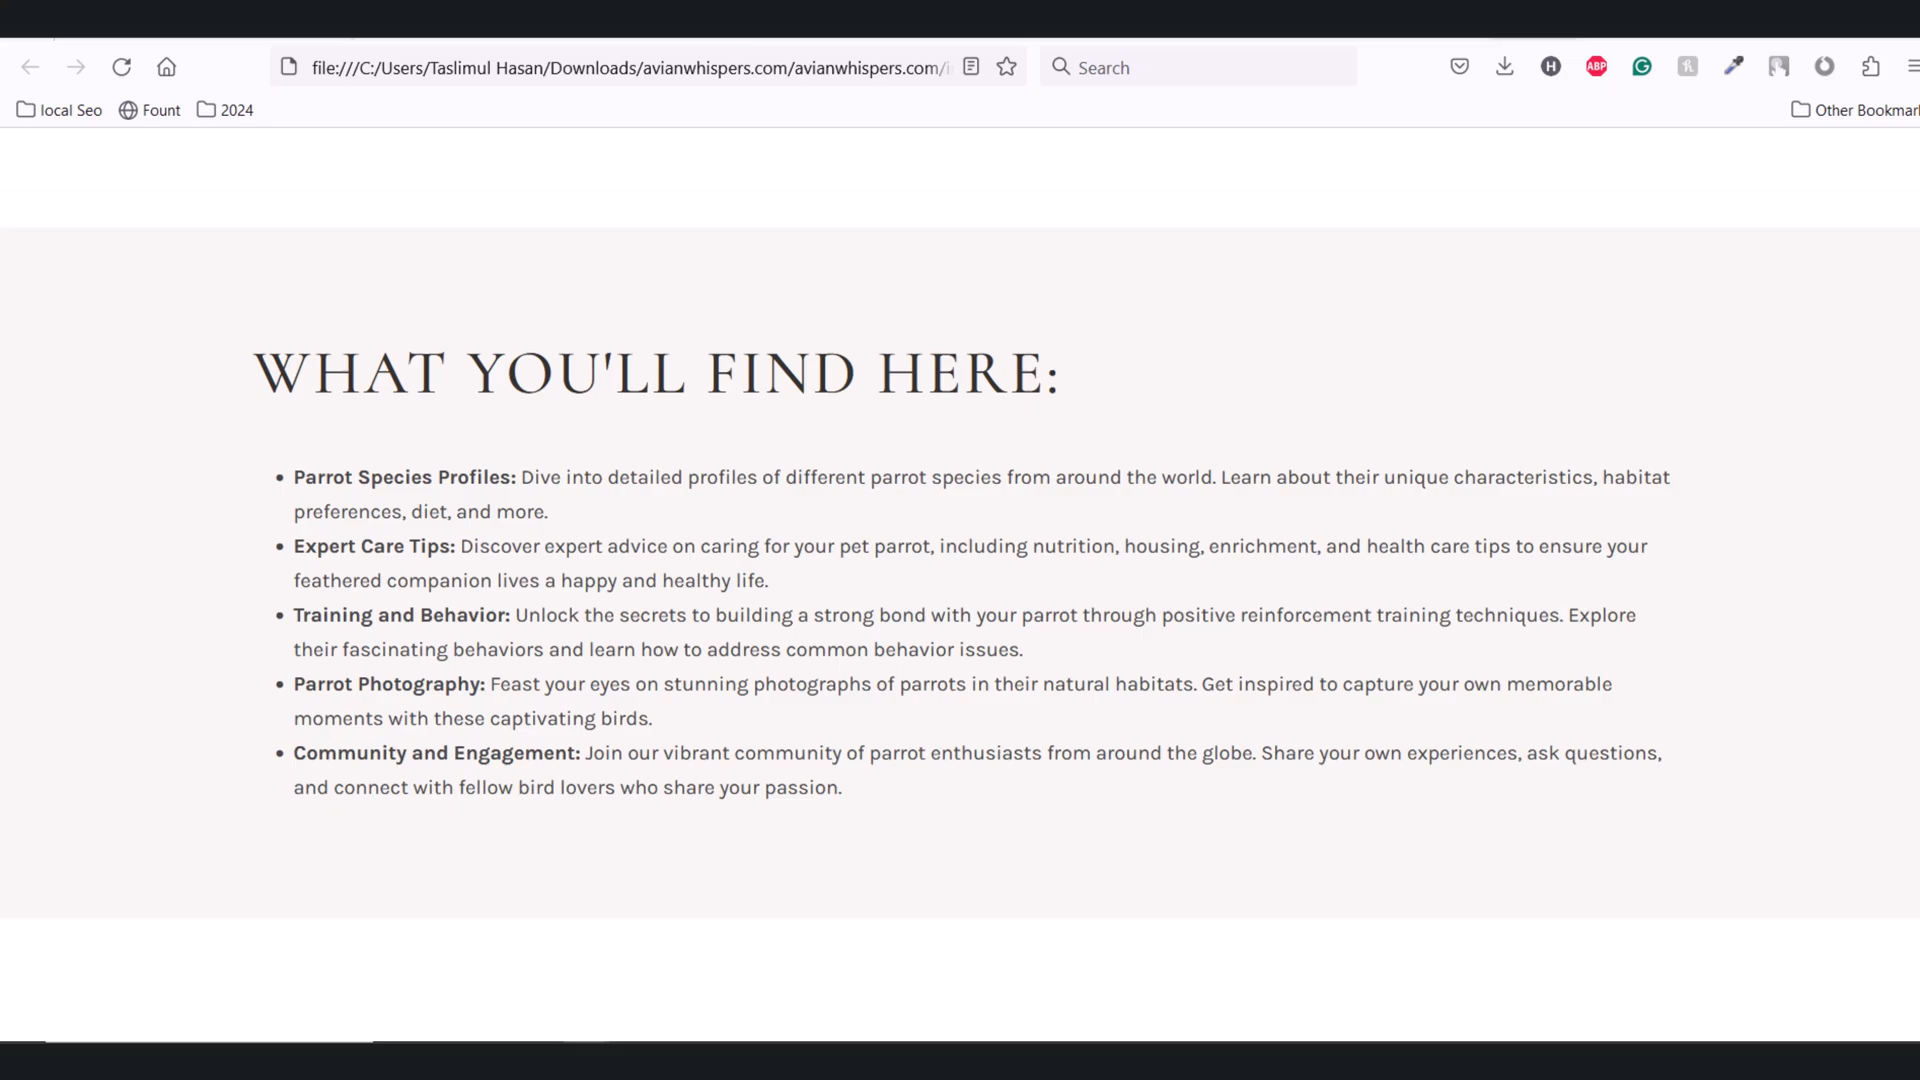 file:///C:/Users/Taslimul Hasan/Downloads/avianwhispers.com/avianwhispers.com/
Search
H
ABP
local Seo
Fount
2024
Other Bookmar
WHAT YOU'LL FIND HERE:
• Parrot Species Profiles: Dive into detailed profiles of different parrot species from around the world. Learn about their unique characteristics, habitat
preferences, diet, and more.
• Expert Care Tips: Discover expert advice on caring for your pet parrot, including nutrition, housing, enrichment, and health care tips to ensure your
feathered companion lives a happy and healthy life.
• Training and Behavior: Unlock the secrets to building a strong bond with your parrot through positive reinforcement training techniques. Explore
their fascinating behaviors and learn how to address common behavior issues.
• Parrot Photography: Feast your eyes on stunning photographs of parrots in their natural habitats. Get inspired to capture your own memorable
moments with these captivating birds.
• Community and Engagement: Join our vibrant community of parrot enthusiasts from around the globe. Share your own experiences, ask questions,
and connect with fellow bird lovers who share your passion.